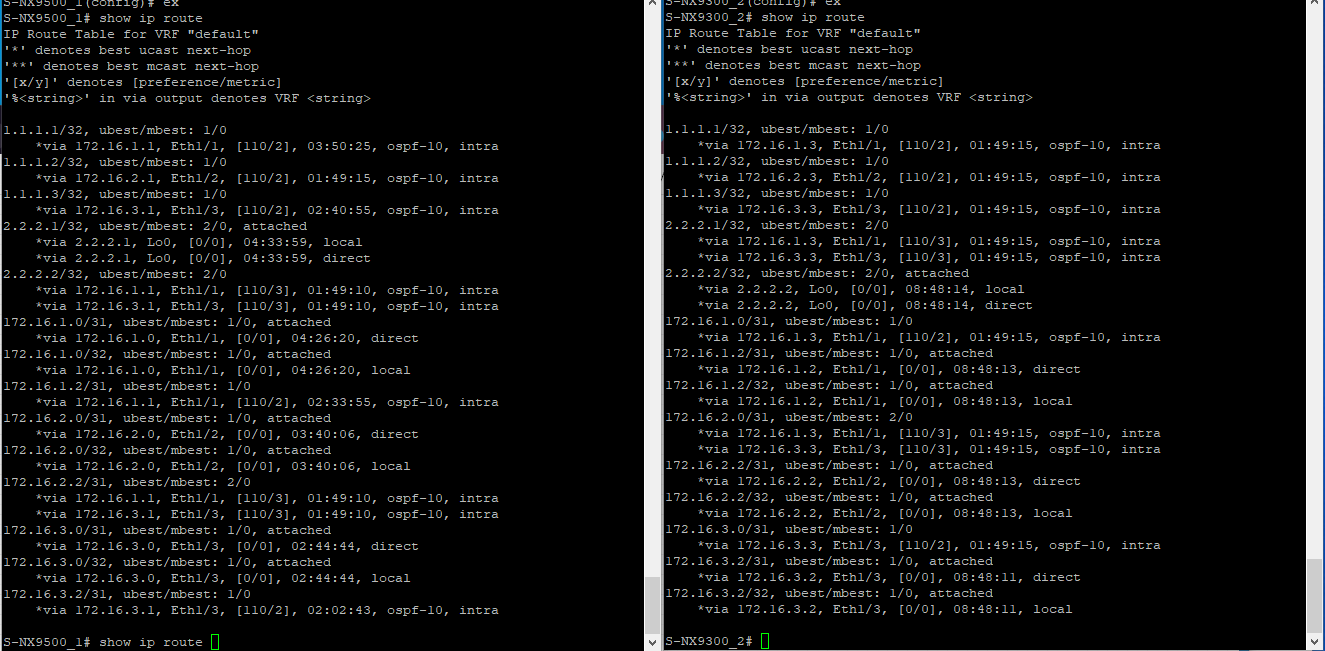 S-NX9500_1(config)# ex
S-NX9500_1# show ip route
IP Route Table for VRF "default"
'*' denotes best ucast next-hop
'**' denotes best mcast next-hop
'[x/y]' denotes [preference/metric]
'%<string>' in via output denotes VRF <string>
1.1.1.1/32, ubest/mbest: 1/0
*via 172.16.1.1, Eth1/1, [110/2], 03:50:25, ospf-10, intra
1.1.1.2/32, ubest/mbest: 1/0
*via 172.16.2.1, Eth1/2, [110/2], 01:49:15, ospf-10, intra
1.1.1.3/32, ubest/mbest: 1/0
*via 172.16.3.1, Eth1/3, [110/2], 02:40:55, ospf-10, intra
2.2.2.1/32, ubest/mbest: 2/0, attached
*via 2.2.2.1, Lo0, [0/0], 04:33:59, local
*via 2.2.2.1, Lo0, [0/0], 04:33:59, direct
2.2.2.2/32, ubest/mbest: 2/0
*via 172.16.1.1, Eth1/1, [110/3], 01:49:10, ospf-10, intra
*via 172.16.3.1, Eth1/3, [110/3], 01:49:10, ospf-10, intra
172.16.1.0/31, ubest/mbest: 1/0, attached
*via 172.16.1.0, Eth1/1, [0/0], 04:26:20, direct
172.16.1.0/32, ubest/mbest: 1/0, attached
*via 172.16.1.0, Eth1/1, [0/0], 04:26:20, local
172.16.1.2/31, ubest/mbest: 1/0
*via 172.16.1.1, Eth1/1, [110/2], 02:33:55, ospf-10, intra
172.16.2.0/31, ubest/mbest: 1/0, attached
*via 172.16.2.0, Eth1/2, [0/0], 03:40:06, direct
172.16.2.0/32, ubest/mbest: 1/0, attached
*via 172.16.2.0, Eth1/2, [0/0], 03:40:06, local
172.16.2.2/31, ubest/mbest: 2/0
*via 172.16.1.1, Eth1/1, [110/3], 01:49:10, ospf-10, intra
*via 172.16.3.1, Eth1/3, [110/3], 01:49:10, ospf-10, intra
172.16.3.0/31, ubest/mbest: 1/0, attached
*via 172.16.3.0, Eth1/3, [0/0], 02:44:44, direct
172.16.3.0/32, ubest/mbest: 1/0, attached
*via 172.16.3.0, Eth1/3, [0/0], 02:44:44, local
172.16.3.2/31, ubest/mbest: 1/0
*via 172.16.3.1, Eth1/3, [110/2], 02:02:43, ospf-10, intra
S-NX9500_1# show ip route
S-NX9300_2(config)# ex
S-NX9300_2# show ip route
IP Route Table for VRF "default"
'*' denotes best ucast next-hop
'**' denotes best mcast next-hop
'[x/y]' denotes [preference/metric]
'%<string>' in via output denotes VRF <string>
1.1.1.1/32, ubest/mbest: 1/0
*via 172.16.1.3, Eth1/1, [110/2], 01:49:15, ospf-10, intra
1.1.1.2/32, ubest/mbest: 1/0
*via 172.16.2.3, Eth1/2, [110/2], 01:49:15, ospf-10, intra
1.1.1.3/32, ubest/mbest: 1/0
*via 172.16.3.3, Eth1/3, [110/2], 01:49:15, ospf-10, intra
2.2.2.1/32, ubest/mbest: 2/0
*via 172.16.1.3, Eth1/1, [110/3], 01:49:15, ospf-10, intra
*via 172.16.3.3, Eth1/3, [110/3], 01:49:15, ospf-10, intra
2.2.2.2/32, ubest/mbest: 2/0, attached
*via 2.2.2.2, Lo0, [0/0], 08:48:14, local
*via 2.2.2.2, Lo0, [0/0], 08:48:14, direct
172.16.1.0/31, ubest/mbest: 1/0
*via 172.16.1.3, Eth1/1, [110/2], 01:49:15, ospf-10, intra
172.16.1.2/31, ubest/mbest: 1/0, attached
*via 172.16.1.2, Eth1/1, [0/0], 08:48:13, direct
172.16.1.2/32, ubest/mbest: 1/0, attached
*via 172.16.1.2, Eth1/1, [0/0], 08:48:13, local
172.16.2.0/31, ubest/mbest: 2/0
*via 172.16.1.3, Eth1/1, [110/3], 01:49:15, ospf-10, intra
*via 172.16.3.3, Eth1/3, [110/3], 01:49:15, ospf-10, intra
172.16.2.2/31, ubest/mbest: 1/0, attached
*via 172.16.2.2, Eth1/2, [0/0], 08:48:13, direct
172.16.2.2/32, ubest/mbest: 1/0, attached
*via 172.16.2.2, Eth1/2, [0/0], 08:48:13, local
172.16.3.0/31, ubest/mbest: 1/0
*via 172.16.3.3, Eth1/3, [110/2], 01:49:15, ospf-10, intra
172.16.3.2/31, ubest/mbest: 1/0, attached
*via 172.16.3.2, Eth1/3, [0/0], 08:48:11, direct
172.16.3.2/32, ubest/mbest: 1/0, attached
*via 172.16.3.2, Eth1/3, [0/0], 08:48:11, local
S-NX9300_2#